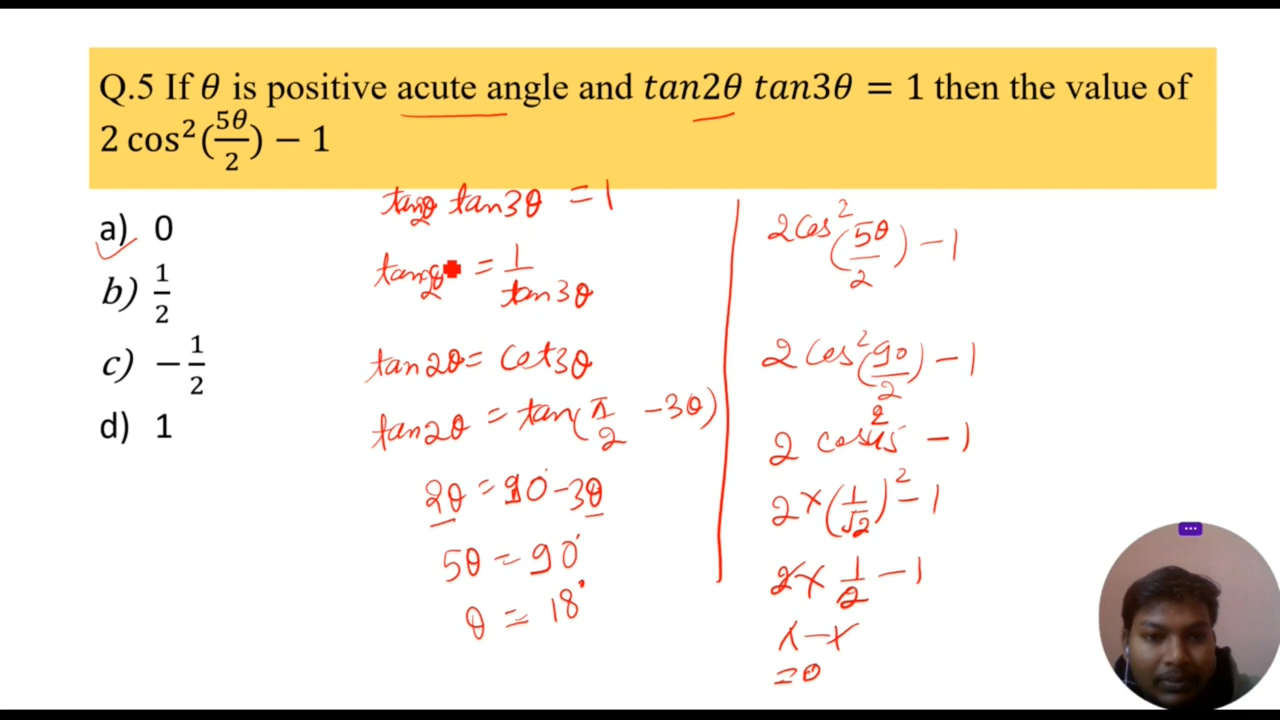 Q.5 If θ is positive acute angle and tan2θ tan3θ = 1 then the value of
2 cos²(5θ/2) − 1
a) 0
b) 1/2
c) −1/2
d) 1
tan2θ tan3θ = 1
tan2θ = 1/tan3θ
tan2θ = cot3θ
tan2θ = tan(π/2 − 3θ)
2θ = 90° − 3θ
5θ = 90°
θ = 18°
2cos²(5θ/2) − 1
2 cos²(90/2) − 1
2 cos²45 − 1
2 × (1/√2)² − 1
2 × 1/2 − 1
1 − 1
= 0